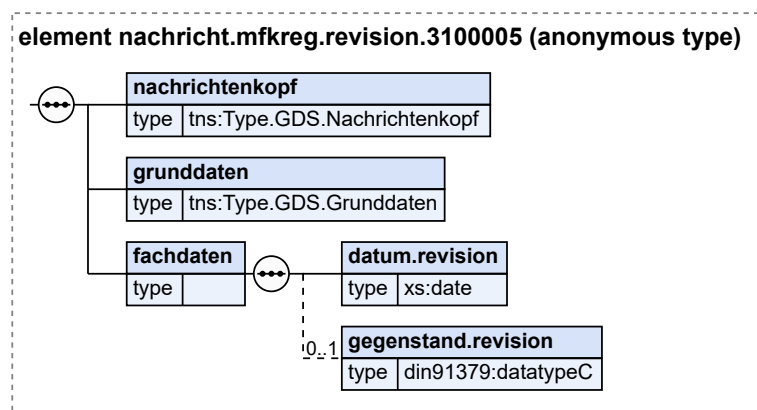 element nachricht.mfkreg.revision.3100005 (anonymous type)
nachrichtenkopf
type tns:Type.GDS.Nachrichtenkopf
grunddaten
type tns:Type.GDS.Grunddaten
fachdaten
type
datum.revision
type xs:date
0..1
gegenstand.revision
type din91379:datatypeC